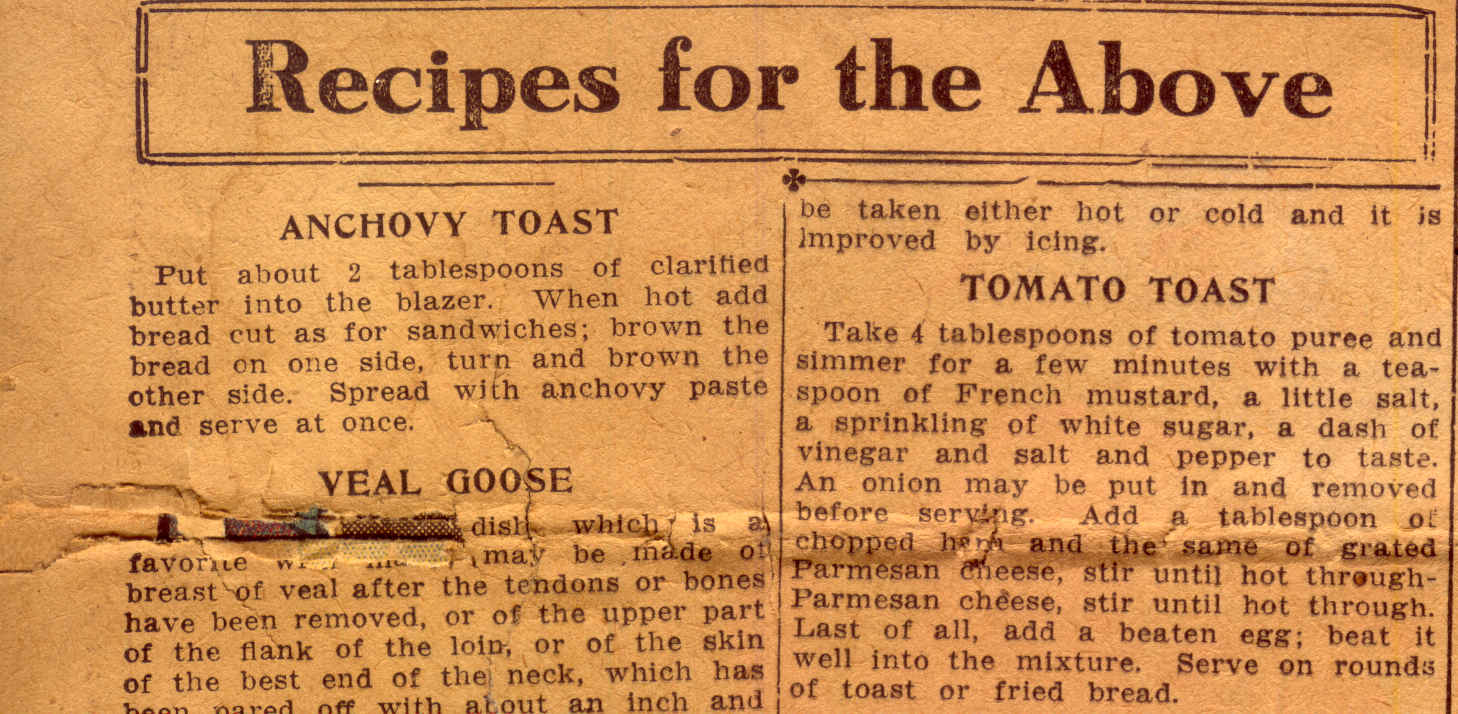 Recipes for the Above
ANCHOVY TOAST
Put about 2 tablespoons of clarified
butter into the blazer. When hot add
bread cut as for sandwiches; brown the
bread on one side, turn and brown the
other side. Spread with anchovy paste
and serve at once.
VEAL GOOSE
dish which is a
favorite may be made of
breast of veal after the tendons or bones
have been removed, or of the upper part
of the flank of the loin, or of the skin
of the best end of the neck, which has
been pared off with about an inch and
be taken either hot or cold and it is
improved by icing.
TOMATO TOAST
Take 4 tablespoons of tomato puree and
simmer for a few minutes with a tea-
spoon of French mustard, a little salt,
a sprinkling of white sugar, a dash of
vinegar and salt and pepper to taste.
An onion may be put in and removed
before serving. Add a tablespoon of
chopped ham and the same of grated
Parmesan cheese, stir until hot through-
Parmesan cheese, stir until hot through.
Last of all, add a beaten egg; beat it
well into the mixture. Serve on rounds
of toast or fried bread.